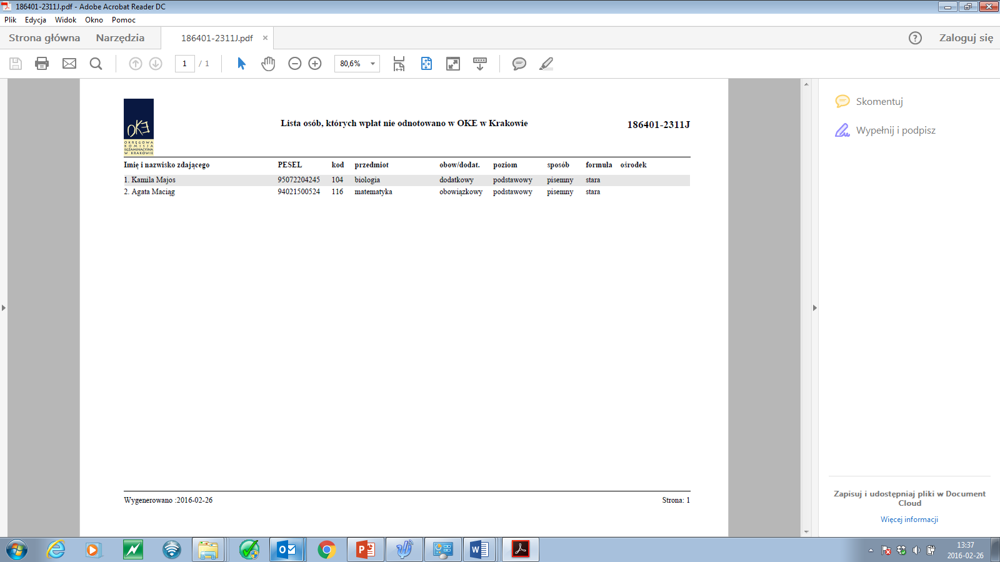 186401-2311J.pdf - Adobe Acrobat Reader DC
Plik Edycja Widok Okno Pomoc
Strona główna Narzędzia 186401-2311J.pdf × ? Zaloguj się
1 / 1 80,6%
OKE
OKRĘGOWA
KOMISJA
EGZAMINACYJNA
W KRAKOWIE
Lista osób, których wpłat nie odnotowano w OKE w Krakowie 186401-2311J
Imię i nazwisko zdającego PESEL kod przedmiot obow/dodat. poziom sposób formuła ośrodek
1. Kamila Majos 95072204245 104 biologia dodatkowy podstawowy pisemny stara
2. Agata Maciąg 94021500524 116 matematyka obowiązkowy podstawowy pisemny stara
Wygenerowano :2016-02-26 Strona: 1
Skomentuj
Wypełnij i podpisz
Zapisuj i udostępniaj pliki w Document
Cloud
Więcej informacji
13:37
2016-02-26